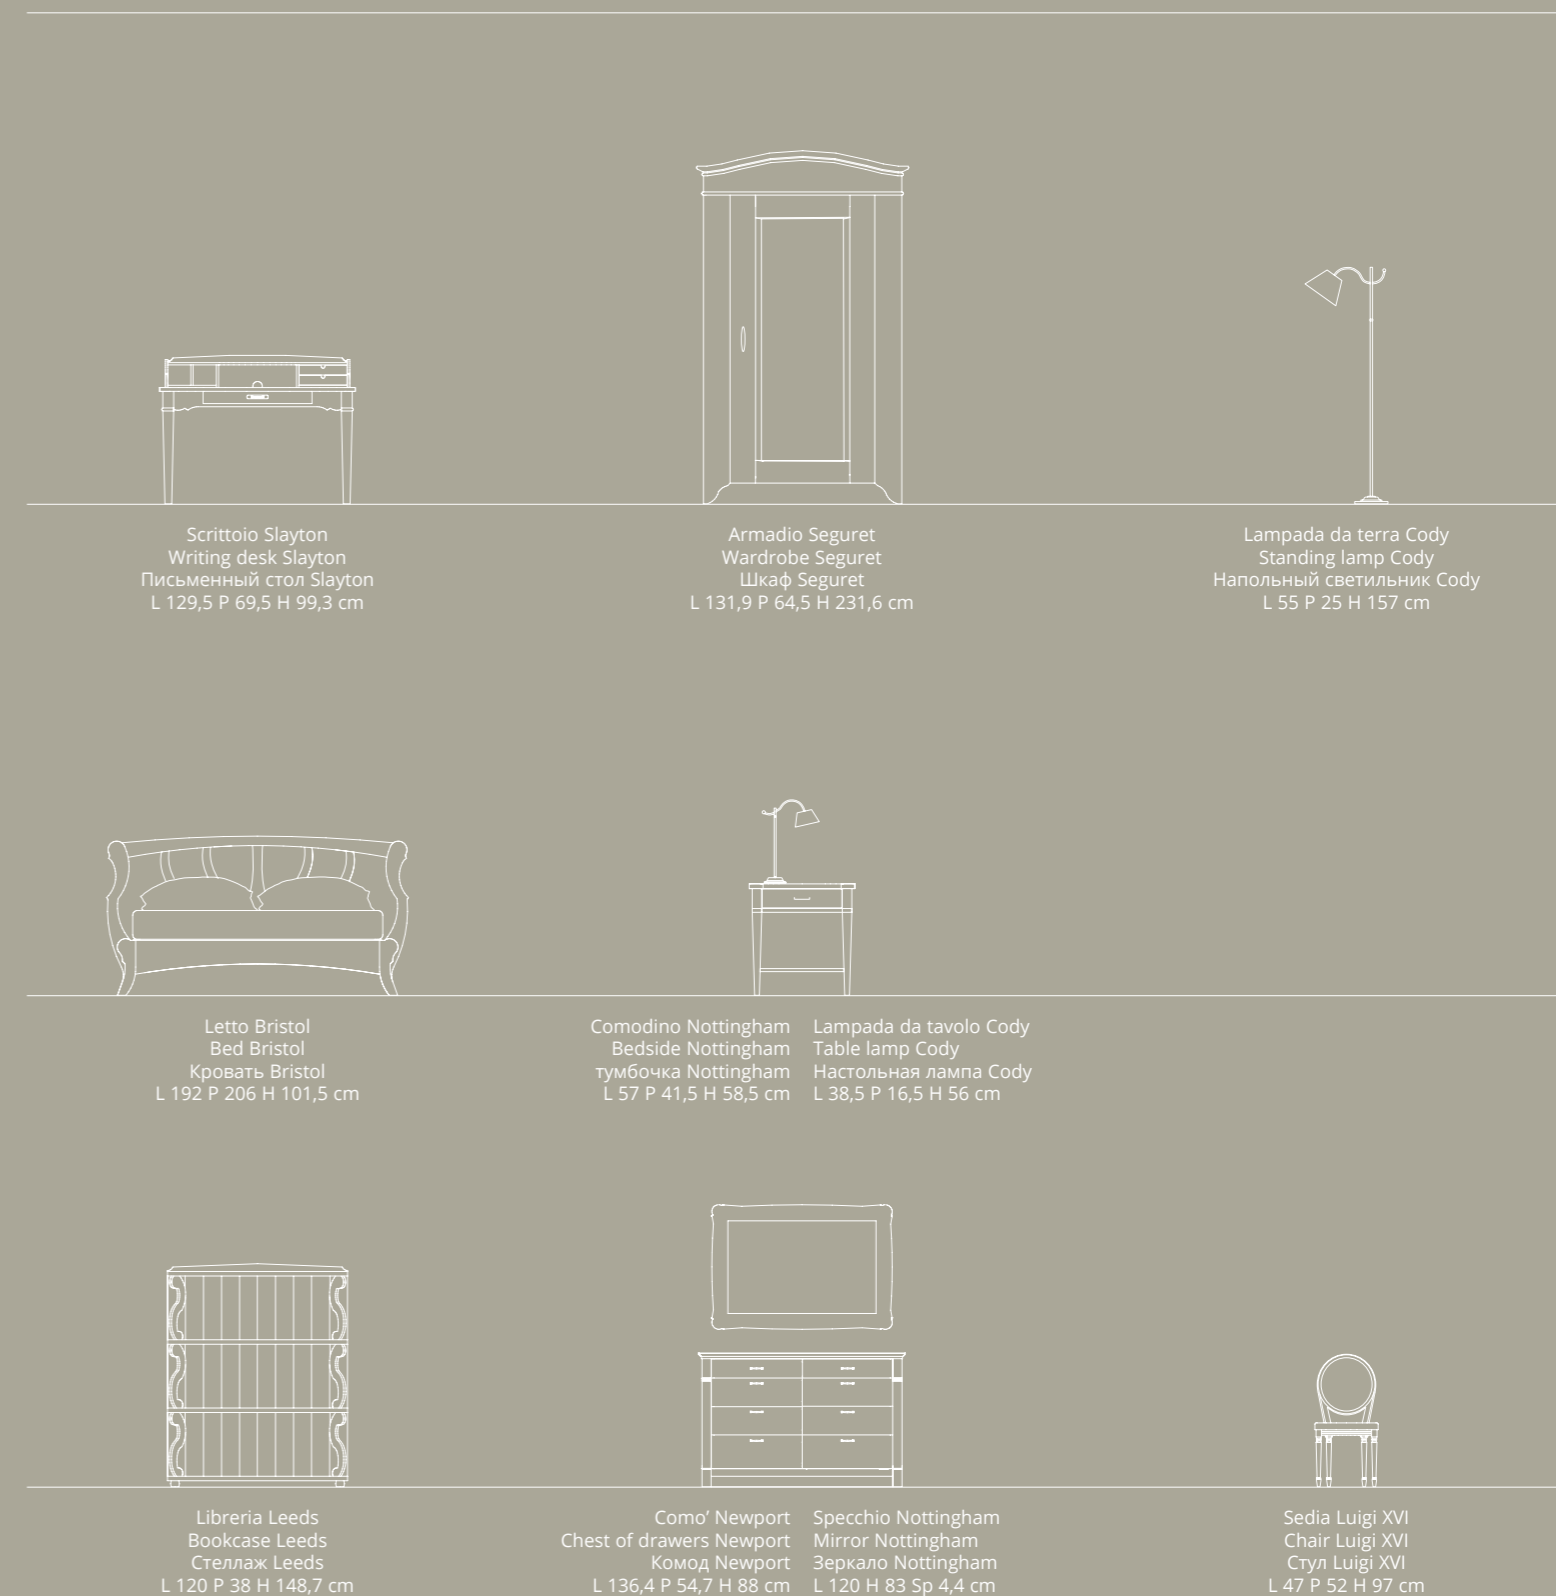 Scrittoio Slayton
Writing desk Slayton
Письменный стол Slayton
L 129,5 P 69,5 H 99,3 cm
Armadio Seguret
Wardrobe Seguret
Шкаф Seguret
L 131,9 P 64,5 H 231,6 cm
Lampada da terra Cody
Standing lamp Cody
Напольный светильник Cody
L 55 P 25 H 157 cm
Letto Bristol
Bed Bristol
Кровать Bristol
L 192 P 206 H 101,5 cm
Comodino Nottingham
Bedside Nottingham
тумбочка Nottingham
L 57 P 41,5 H 58,5 cm
Lampada da tavolo Cody
Table lamp Cody
Настольная лампа Cody
L 38,5 P 16,5 H 56 cm
Libreria Leeds
Bookcase Leeds
Стеллаж Leeds
L 120 P 38 H 148,7 cm
Como’ Newport
Chest of drawers Newport
Комод Newport
L 136,4 P 54,7 H 88 cm
Specchio Nottingham
Mirror Nottingham
Зеркало Nottingham
L 120 H 83 Sp 4,4 cm
Sedia Luigi XVI
Chair Luigi XVI
Стул Luigi XVI
L 47 P 52 H 97 cm